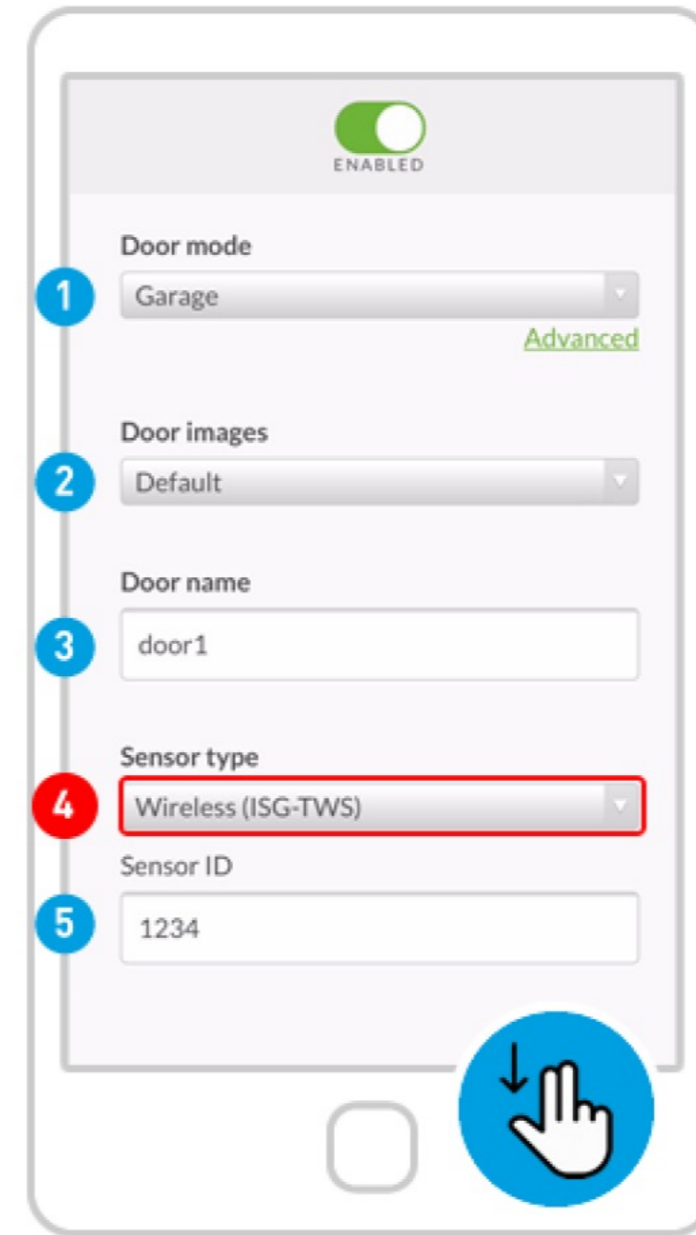 ENABLED
Door mode
1
Garage
Advanced
Door images
2
Default
Door name
3
door1
Sensor type
4
Wireless (ISG-TWS)
Sensor ID
5
1234